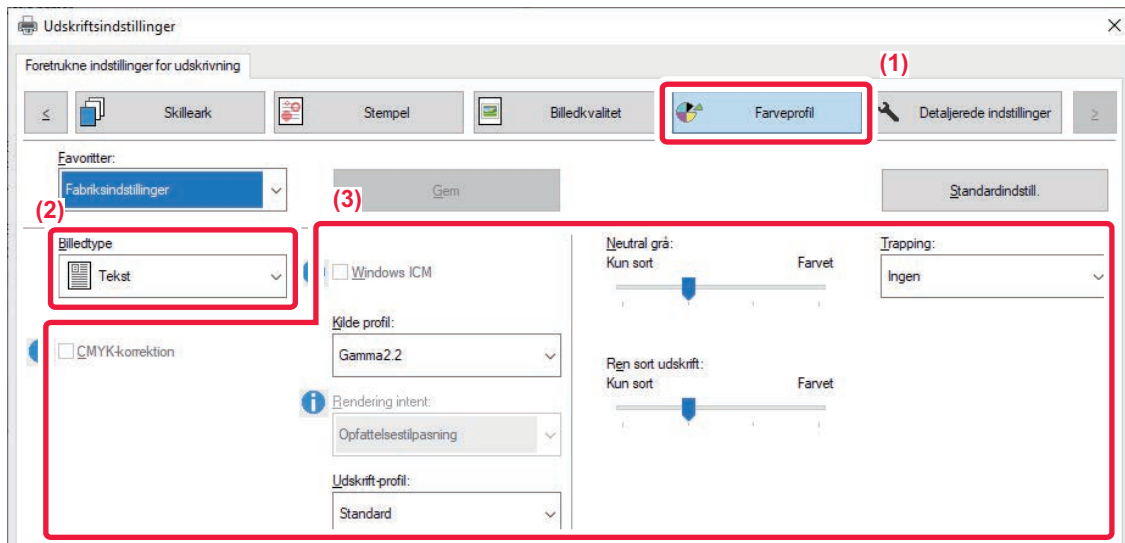 Udskriftsindstillinger
Foretrukne indstillinger for udskrivning
(1)
<
Skilleark
Stempel
Billedkvalitet
Farveprofil
Detaljerede indstillinger
>
Favoritter:
Fabriksindstillinger
Gem
Standardindstill.
(2)
(3)
Billedtype
Tekst
CMYK-korrektion
Windows ICM
Kilde profil:
Gamma2.2
Rendering intent:
Opfattelsestilpasning
Udskrift-profil:
Standard
Neutral grå:
Kun sort Farvet
Ren sort udskrift:
Kun sort Farvet
Trapping:
Ingen